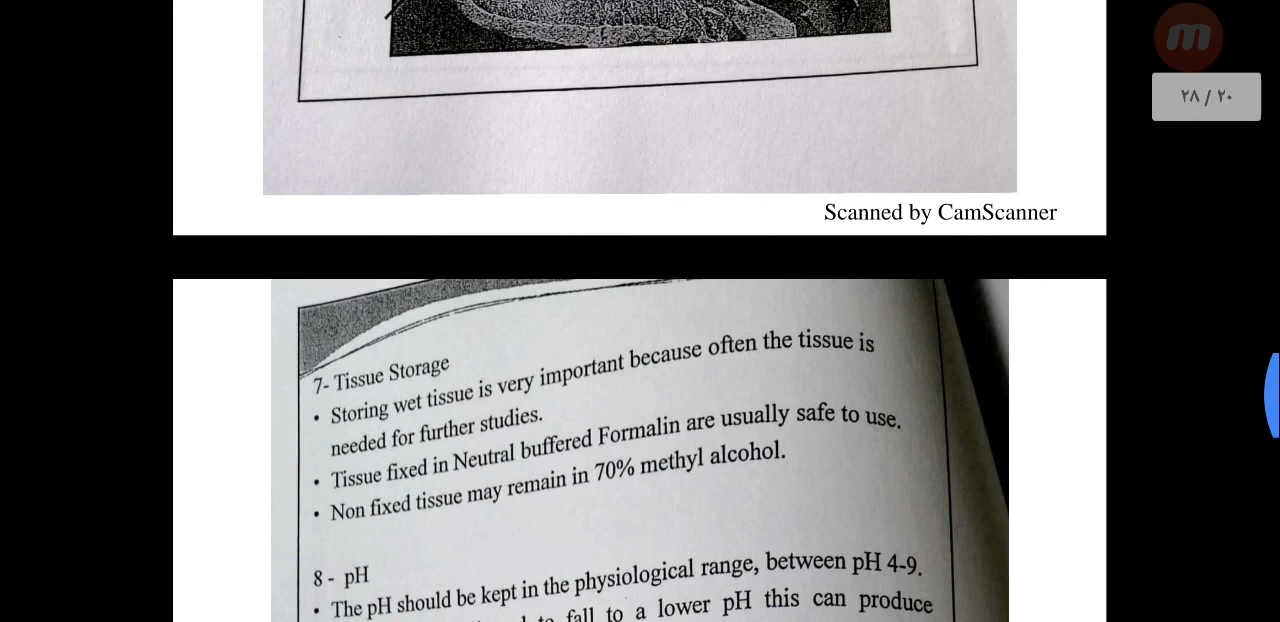 ٢٨ / ٢٠
Scanned by CamScanner
7- Tissue Storage
• Storing wet tissue is very important because often the tissue is
needed for further studies.
• Tissue fixed in Neutral buffered Formalin are usually safe to use.
• Non fixed tissue may remain in 70% methyl alcohol.
8 - pH
• The pH should be kept in the physiological range, between pH 4-9.
to fall to a lower pH this can produce